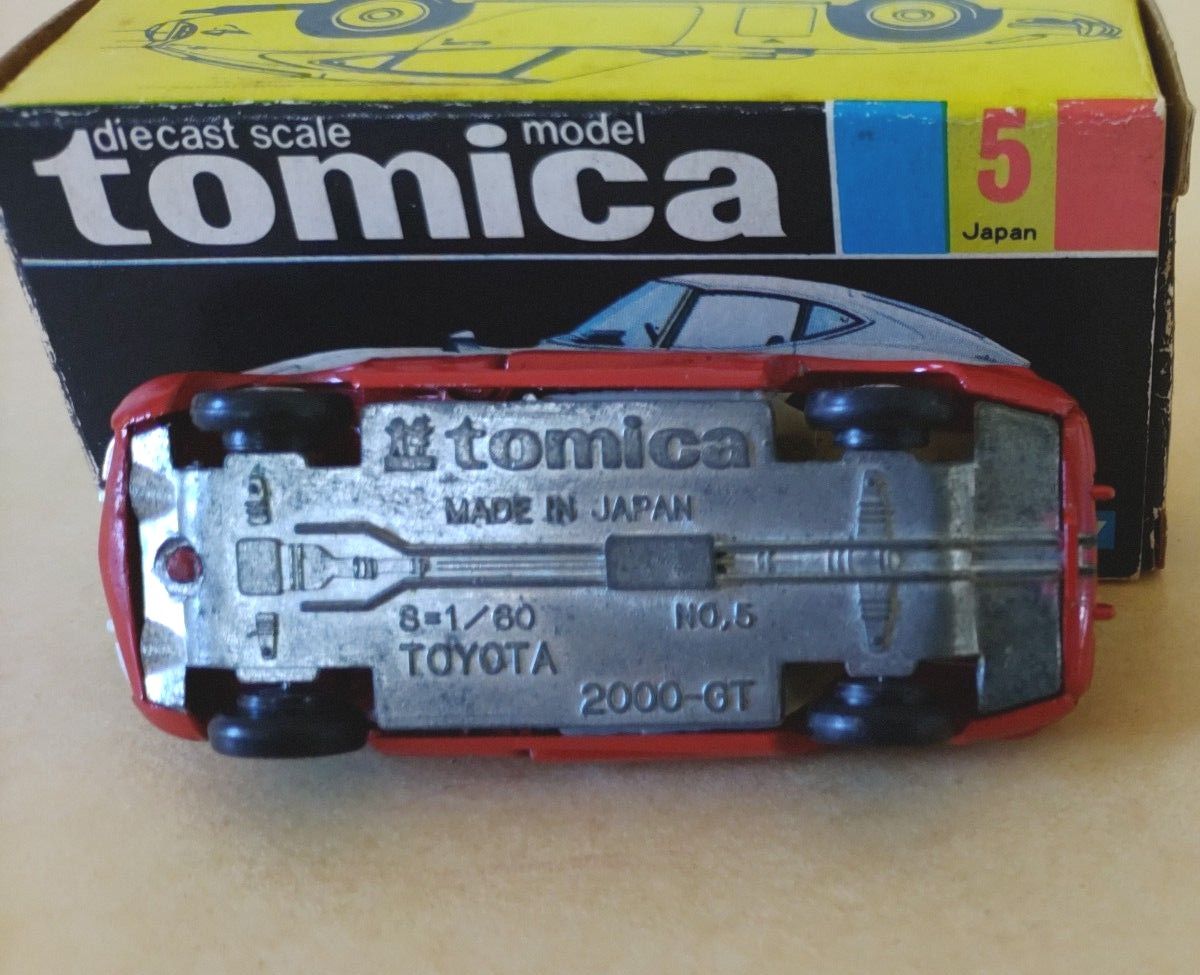 diecast scale model
tomica
5
Japan
tomica
MADE IN JAPAN
S=1/60 NO,5
TOYOTA
2000-GT